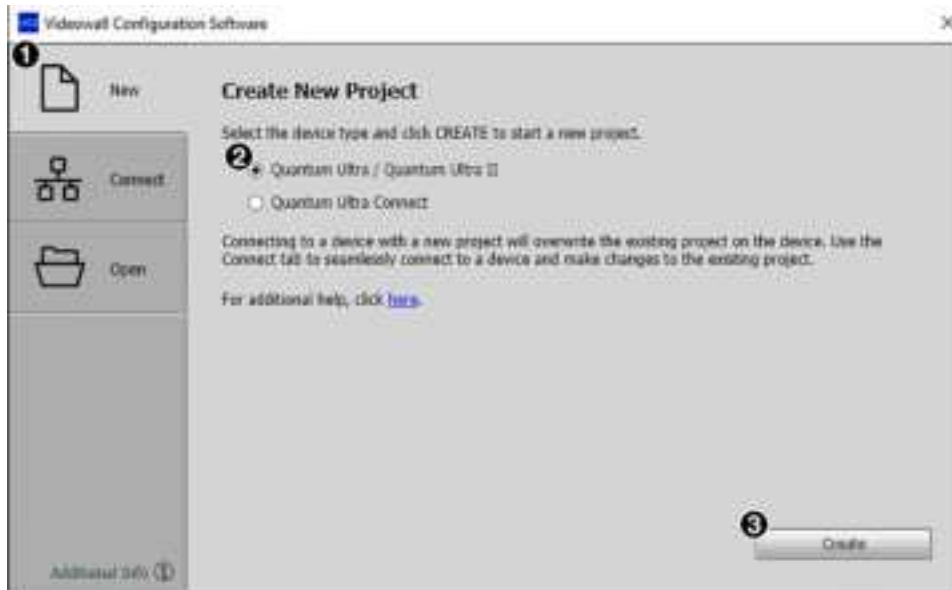 Videowall Configuration Software
1
New
Create New Project
Select the device type and click CREATE to start a new project.
2
Quantum Ultra / Quantum Ultra II
Connect
Quantum Ultra Connect
Connecting to a device with a new project will overwrite the existing project on the device. Use the
Connect tab to seamlessly connect to a device and make changes to the existing project.
Open
For additional help, click here.
3
Create
Additional Info